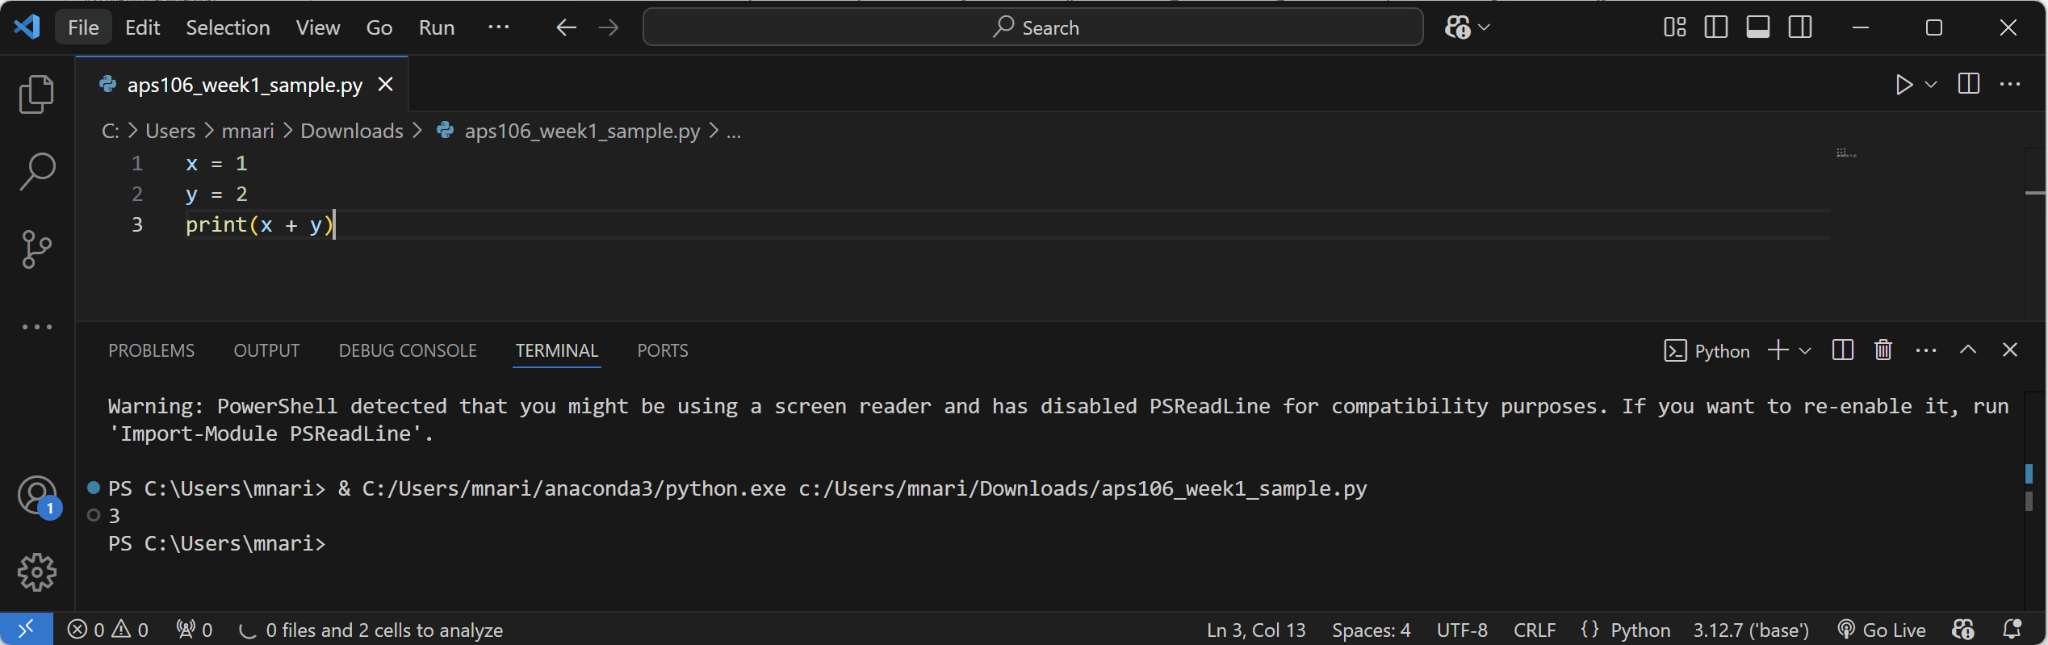 File Edit Selection View Go Run ··· Search
aps106_week1_sample.py
C: > Users > mnari > Downloads > aps106_week1_sample.py > ...
1 x = 1
2 y = 2
3 print(x + y)
PROBLEMS OUTPUT DEBUG CONSOLE TERMINAL PORTS Python
Warning: PowerShell detected that you might be using a screen reader and has disabled PSReadLine for compatibility purposes. If you want to re-enable it, run
'Import-Module PSReadLine'.
PS C:\Users\mnari> & C:/Users/mnari/anaconda3/python.exe c:/Users/mnari/Downloads/aps106_week1_sample.py
3
PS C:\Users\mnari>
1
0 0 0 0 files and 2 cells to analyze Ln 3, Col 13 Spaces: 4 UTF-8 CRLF {} Python 3.12.7 ('base') Go Live